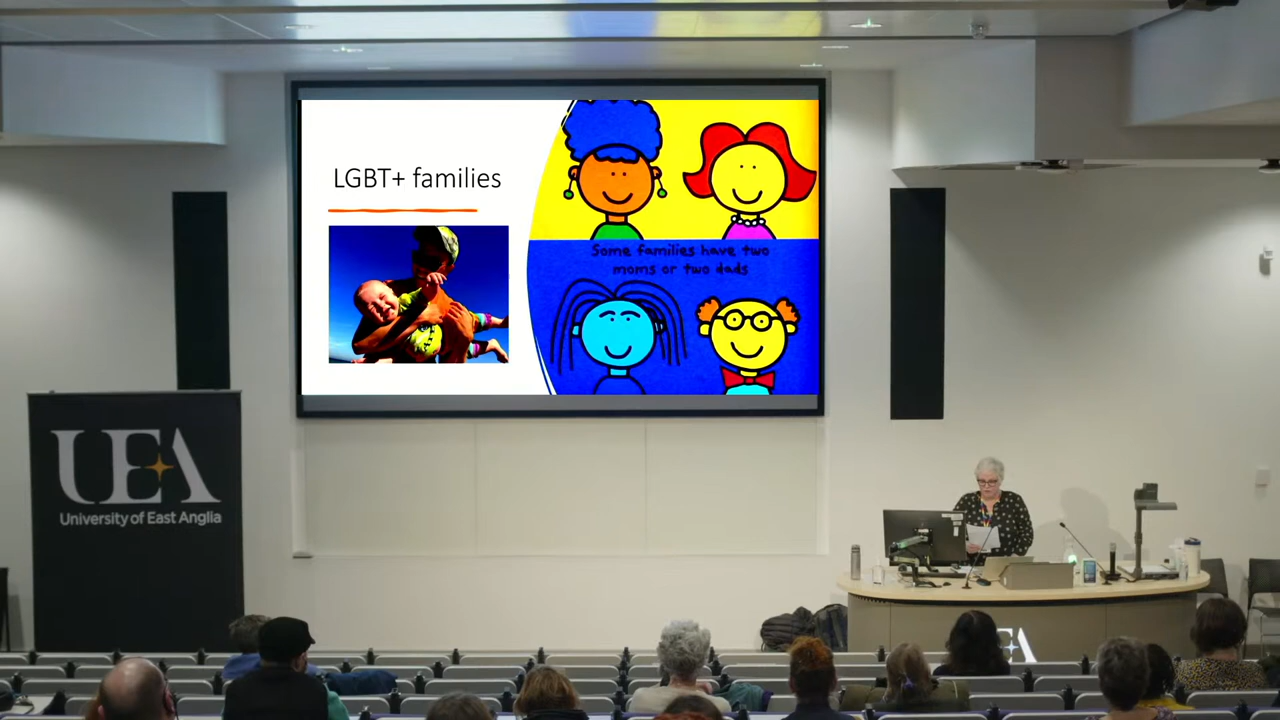 LGBT+ families
Some families have two
moms or two dads
UEA
University of East Anglia